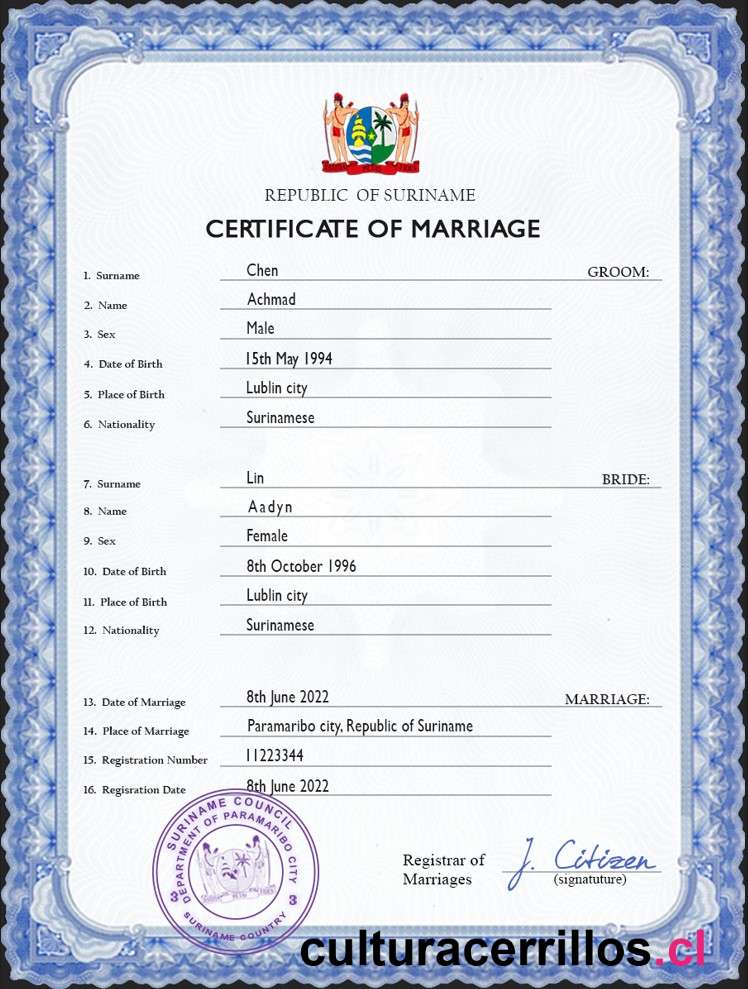 REPUBLIC OF SURINAME
CERTIFICATE OF MARRIAGE
1. Surname Chen GROOM:
2. Name Achmad
3. Sex Male
4. Date of Birth 15th May 1994
5. Place of Birth Lublin city
6. Nationality Surinamese
7. Surname Lin BRIDE:
8. Name Aadyn
9. Sex Female
10. Date of Birth 8th October 1996
11. Place of Birth Lublin city
12. Nationality Surinamese
13. Date of Marriage 8th June 2022 MARRIAGE:
14. Place of Marriage Paramaribo city, Republic of Suriname
15. Registration Number 11223344
16. Regisration Date 8th June 2022
SURINAME COUNCIL
DEPARTMENT OF PARAMARIBO CITY
3 3
SURINAME COUNTRY
Registrar of J. Citizen
Marriages (signatuture)
culturacerrillos.cl